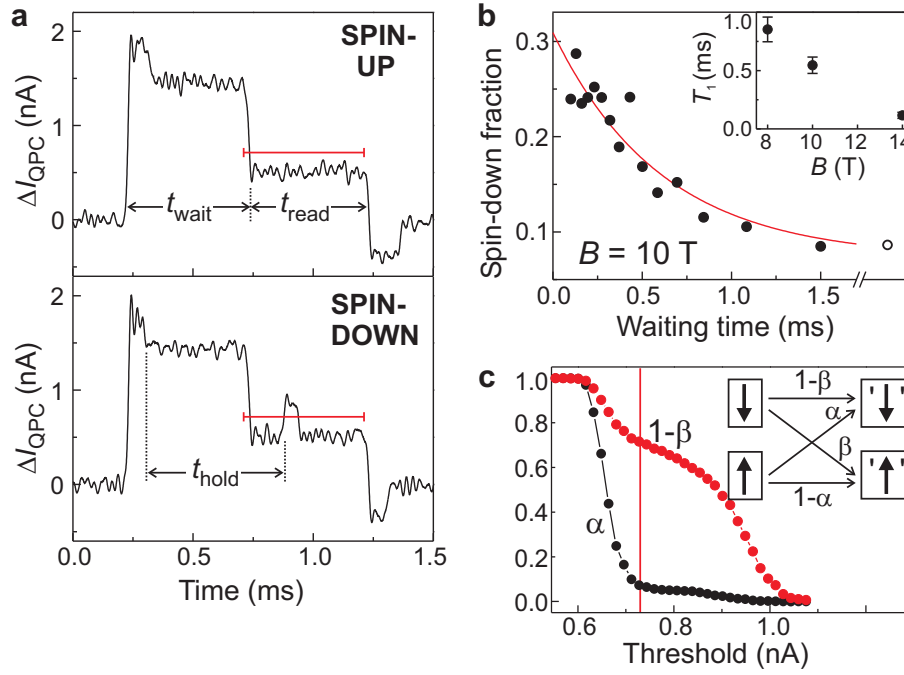 a
SPIN-
UP
2
1
0
ΔI_QPC (nA)
t_wait
t_read
SPIN-
DOWN
2
1
0
ΔI_QPC (nA)
t_hold
0.0 0.5 1.0 1.5
Time (ms)
b
0.3
0.2
0.1
Spin-down fraction
B = 10 T
0.0 0.5 1.0 1.5
Waiting time (ms)
1.0
0.5
0.0
T_1 (ms)
8 10 12 14
B (T)
c
1.0
0.8
0.6
0.4
0.2
0.0
α
1-β
1-β
α
β
1-α
'↓'
'↑'
0.6 0.8 1.0
Threshold (nA)